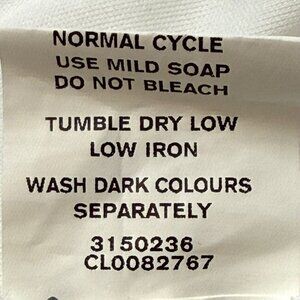 NORMAL CYCLE
USE MILD SOAP
DO NOT BLEACH
TUMBLE DRY LOW
LOW IRON
WASH DARK COLOURS
SEPARATELY
3150236
CL0082767